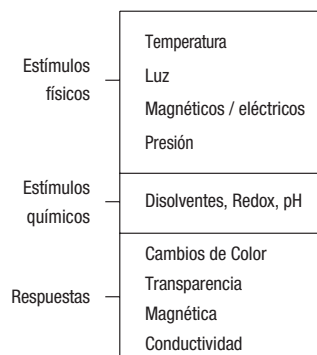 Estímulos
físicos
Temperatura
Luz
Magnéticos / eléctricos
Presión
Estímulos
químicos
Disolventes, Redox, pH
Respuestas
Cambios de Color
Transparencia
Magnética
Conductividad